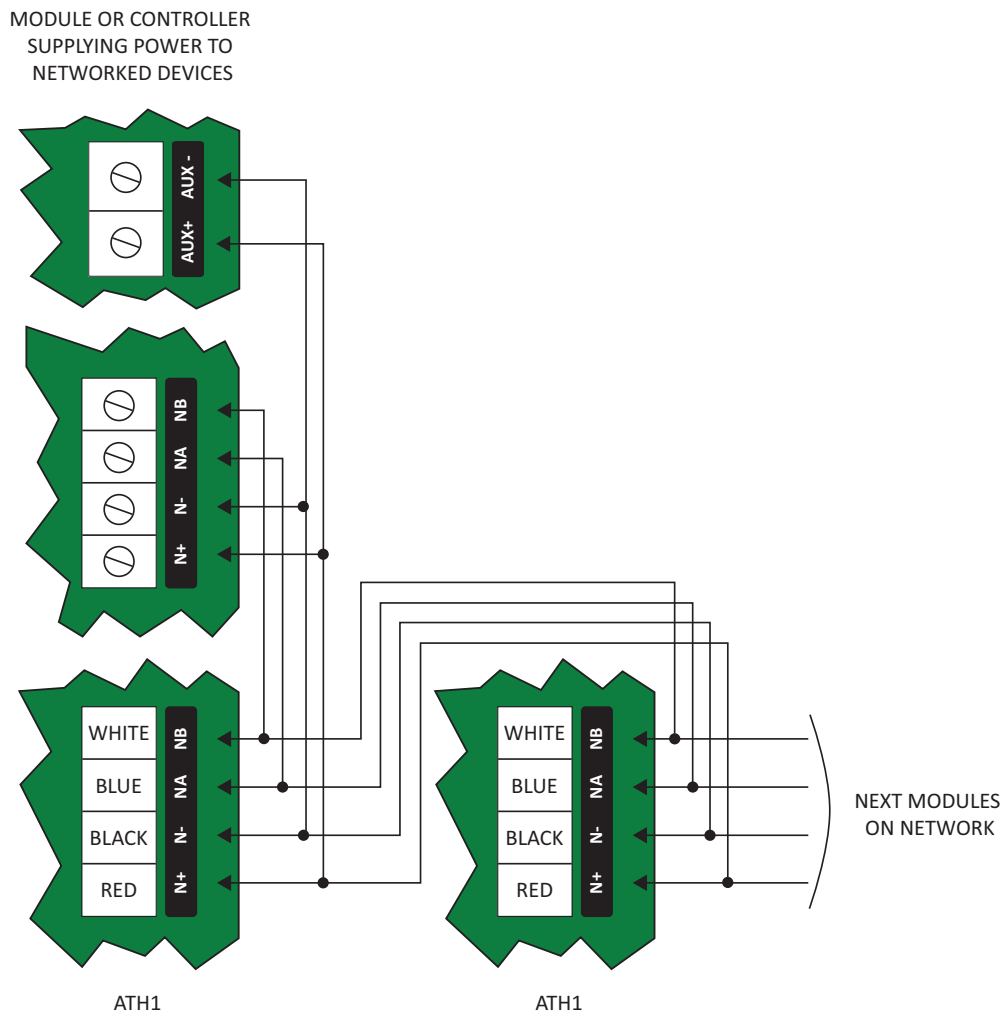 MODULE OR CONTROLLER
SUPPLYING POWER TO
NETWORKED DEVICES
AUX -
AUX+
NB
NA
N-
N+
WHITE
BLUE
BLACK
RED
NB
NA
N-
N+
ATH1
WHITE
BLUE
BLACK
RED
NB
NA
N-
N+
ATH1
NEXT MODULES
ON NETWORK